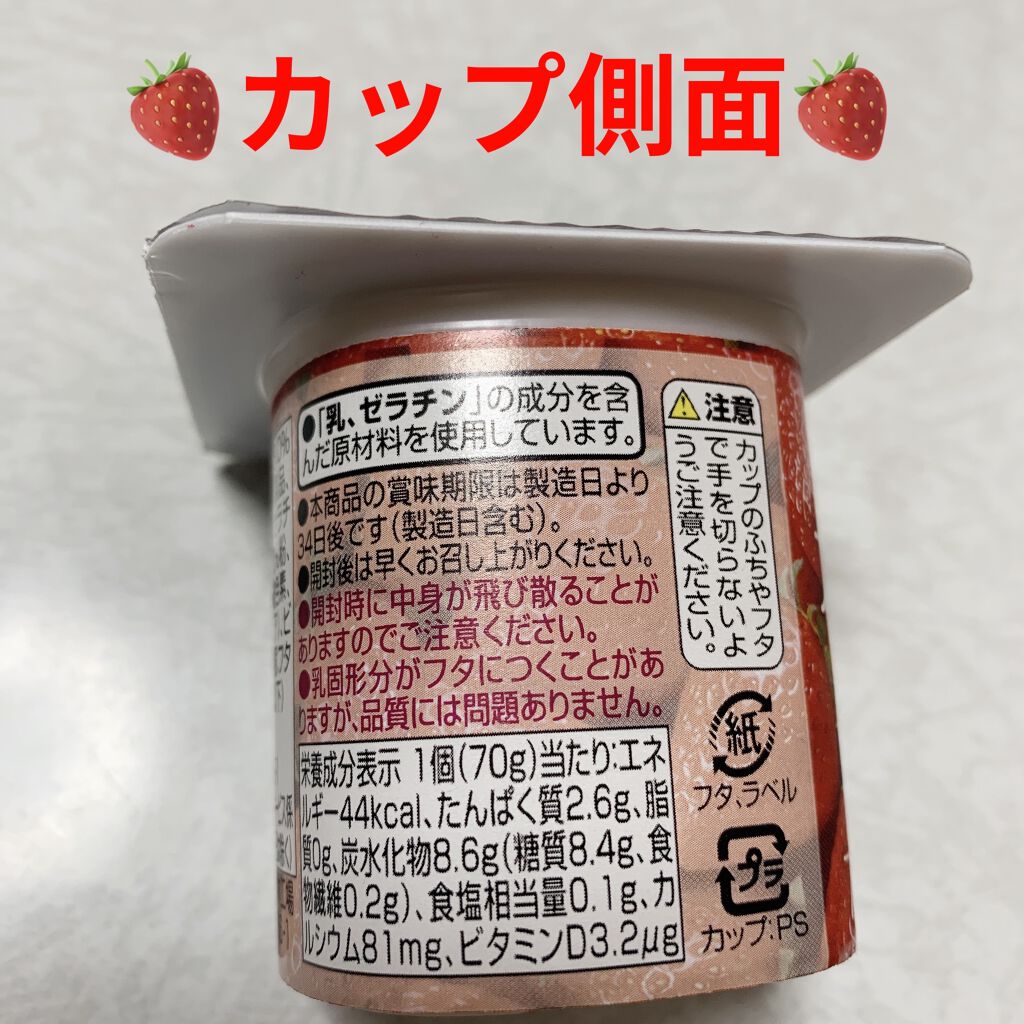 カップ側面
●「乳、ゼラチン」の成分を含
んだ原材料を使用しています。
●本商品の賞味期限は製造日より
34日後です(製造日含む)。
●開封後は早くお召し上がりください。
●開封時に中身が飛び散ることが
ありますのでご注意ください。
●乳固形分がフタにつくことがあ
りますが、品質には問題ありません。
栄養成分表示 1個(70g)当たり:エネ
ルギー44kcal、たんぱく質2.6g、脂
質0g、炭水化物8.6g(糖質8.4g、食
物繊維0.2g)、食塩相当量0.1g、カ
ルシウム81mg、ビタミンD3.2μg
注意
カップのふちやフタ
で手を切らないよ
うご注意ください。
紙
フタ、ラベル
プラ
カップ:PS